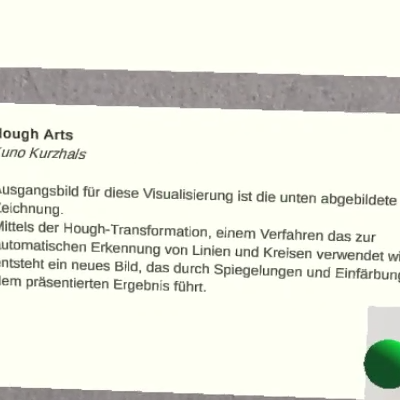 Hough Arts
Kuno Kurzhals
Ausgangsbild für diese Visualisierung ist die unten abgebildete
Zeichnung.
Mittels der Hough-Transformation, einem Verfahren das zur
automatischen Erkennung von Linien und Kreisen verwendet
entsteht ein neues Bild, das durch Spiegelungen und Einfärbung
dem präsentierten Ergebnis führt.